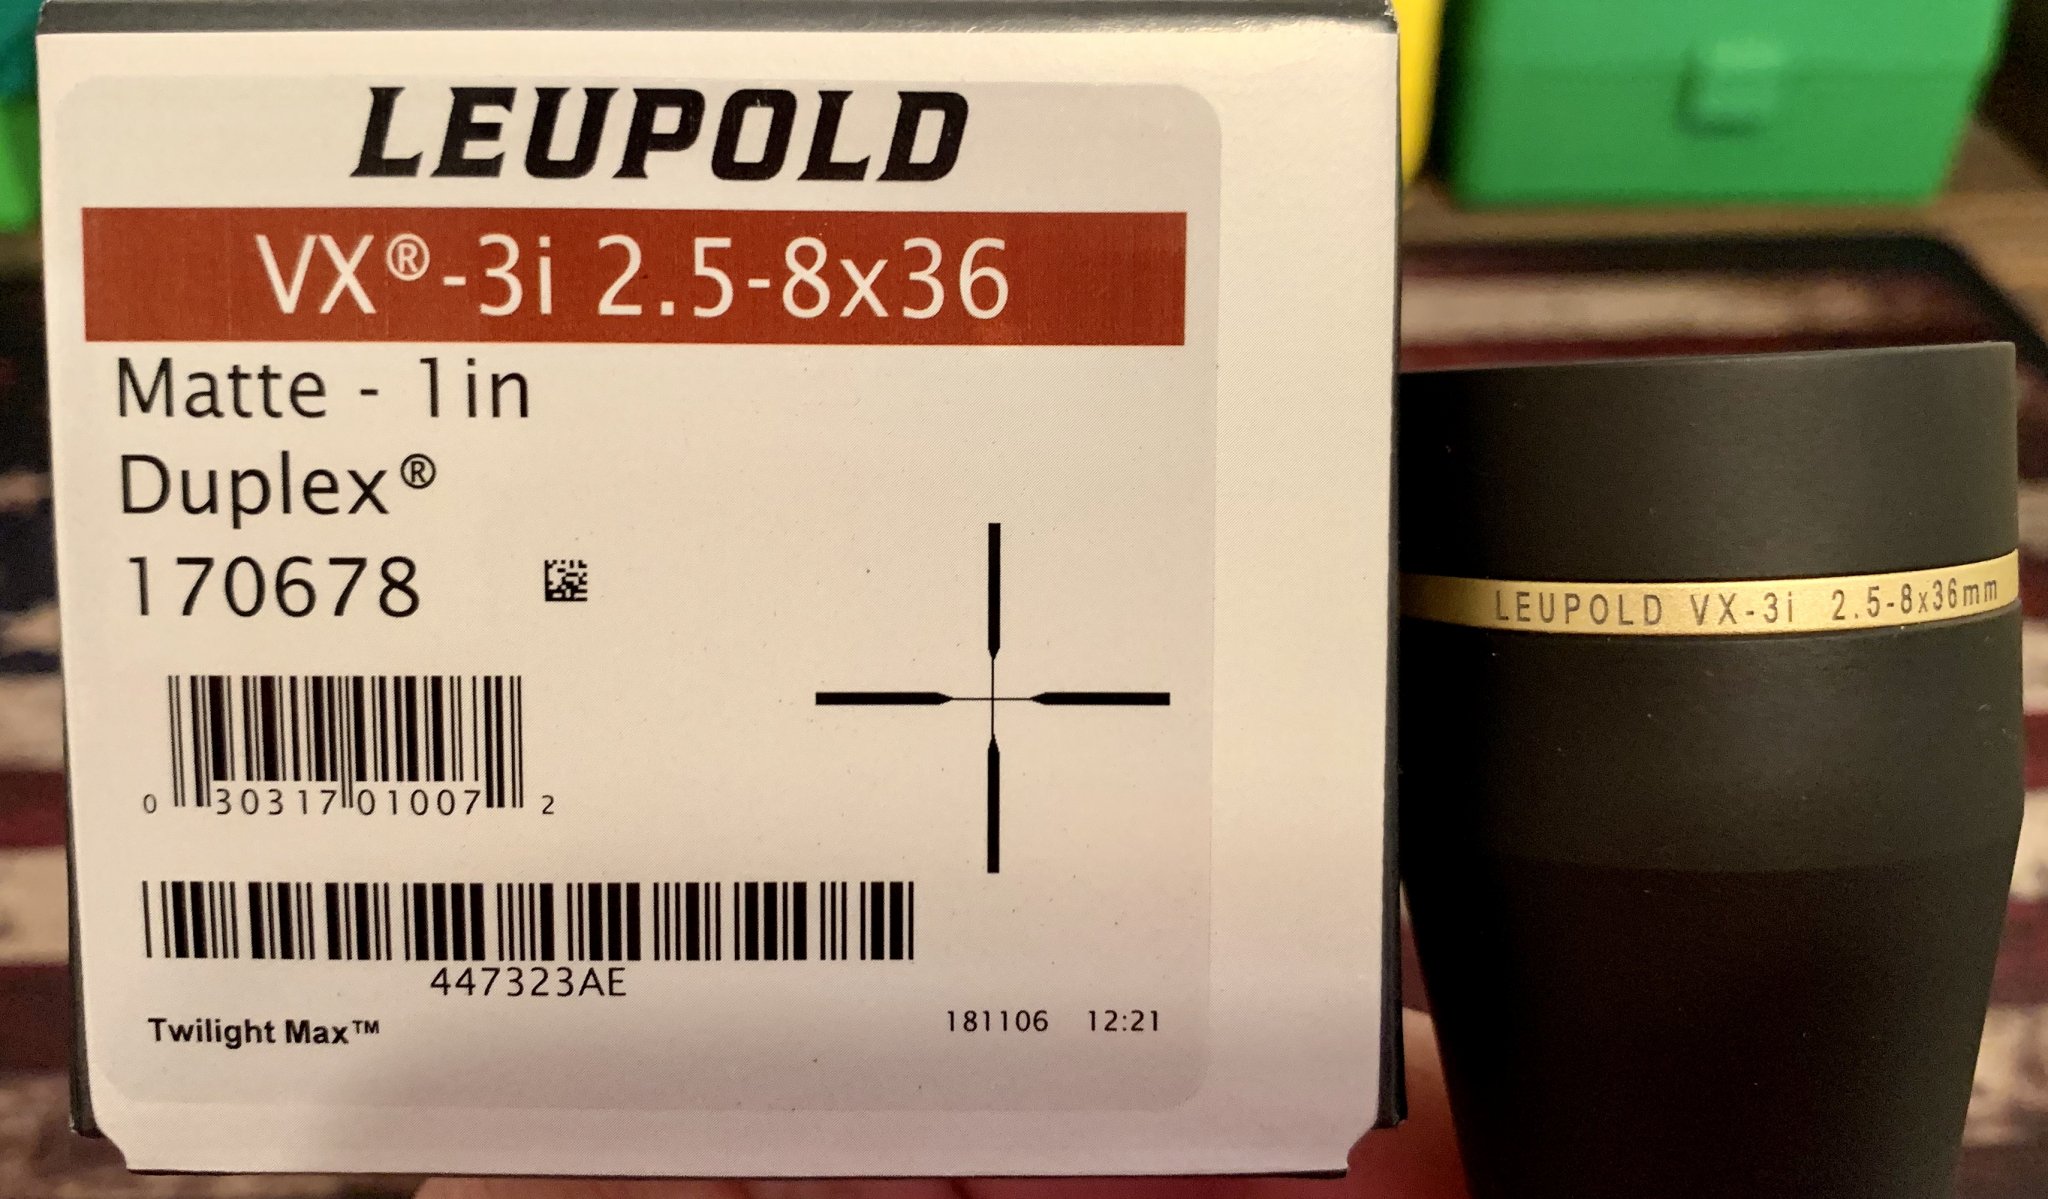 LEUPOLD
VX®-3i 2.5-8x36
Matte - 1in
Duplex®
170678
0 30317 01007 2
447323AE
Twilight Max™
181106 12:21
LEUPOLD VX-3i 2.5-8x36mm